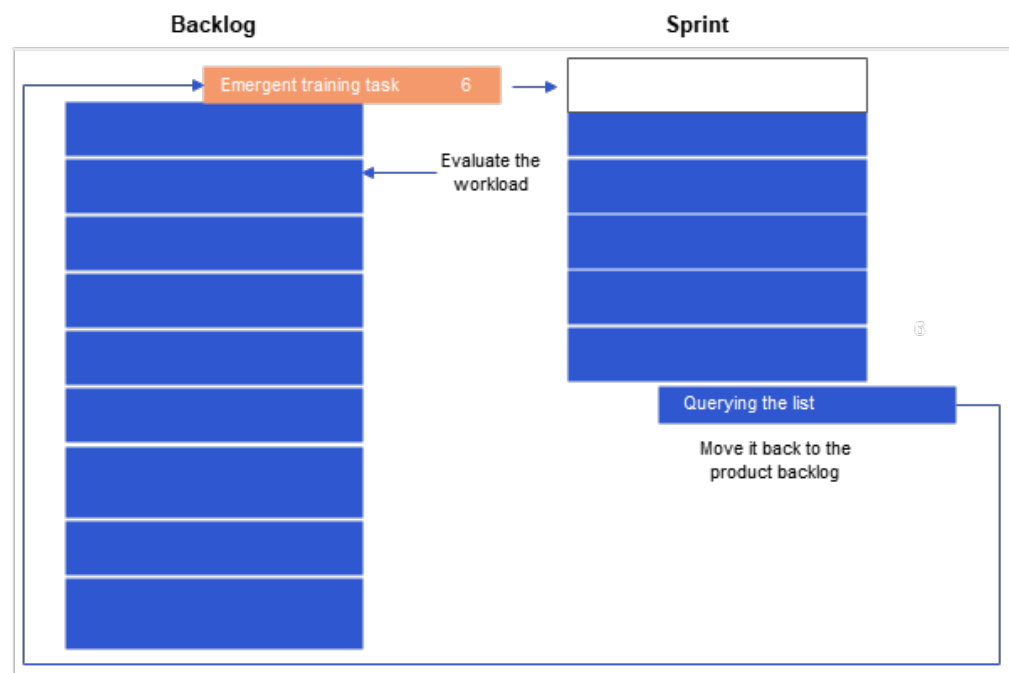 Backlog
Sprint
Emergent training task 6
Evaluate the
workload
6
Querying the list
Move it back to the
product backlog